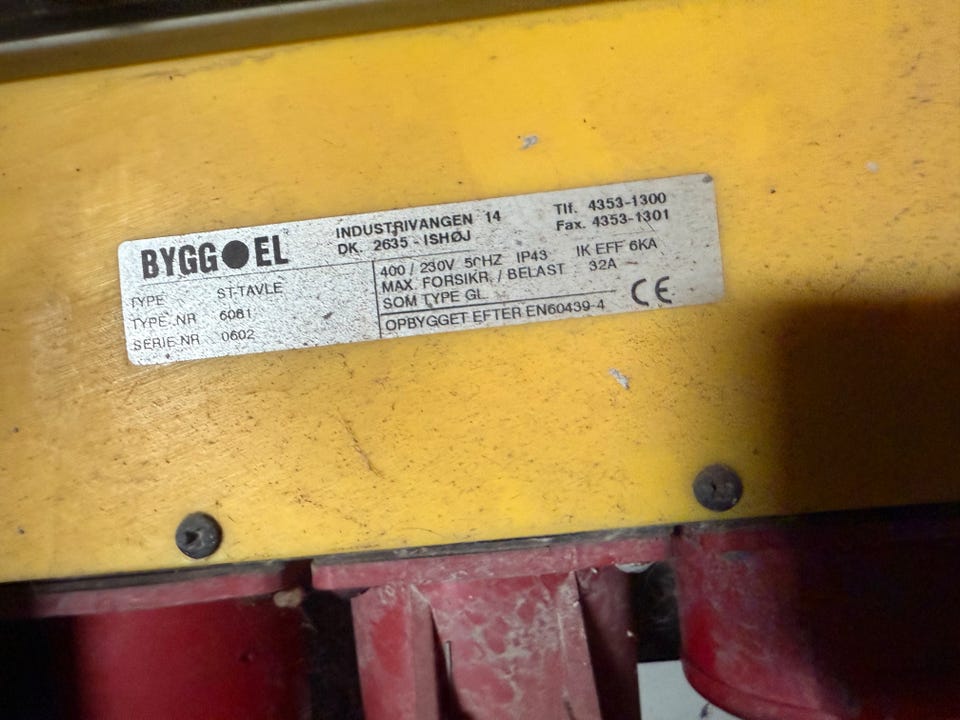 BYGG EL
INDUSTRIVANGEN 14
DK. 2635 - ISHØJ
Tlf. 4353-1300
Fax. 4353-1301
TYPE ST-TAVLE
TYPE.NR 6081
SERIE.NR 0602
400 / 230V 50HZ IP43 IK EFF 6KA
MAX. FORSIKR. / BELAST 32A
SOM TYPE GL.
OPBYGGET EFTER EN60439-4
CE